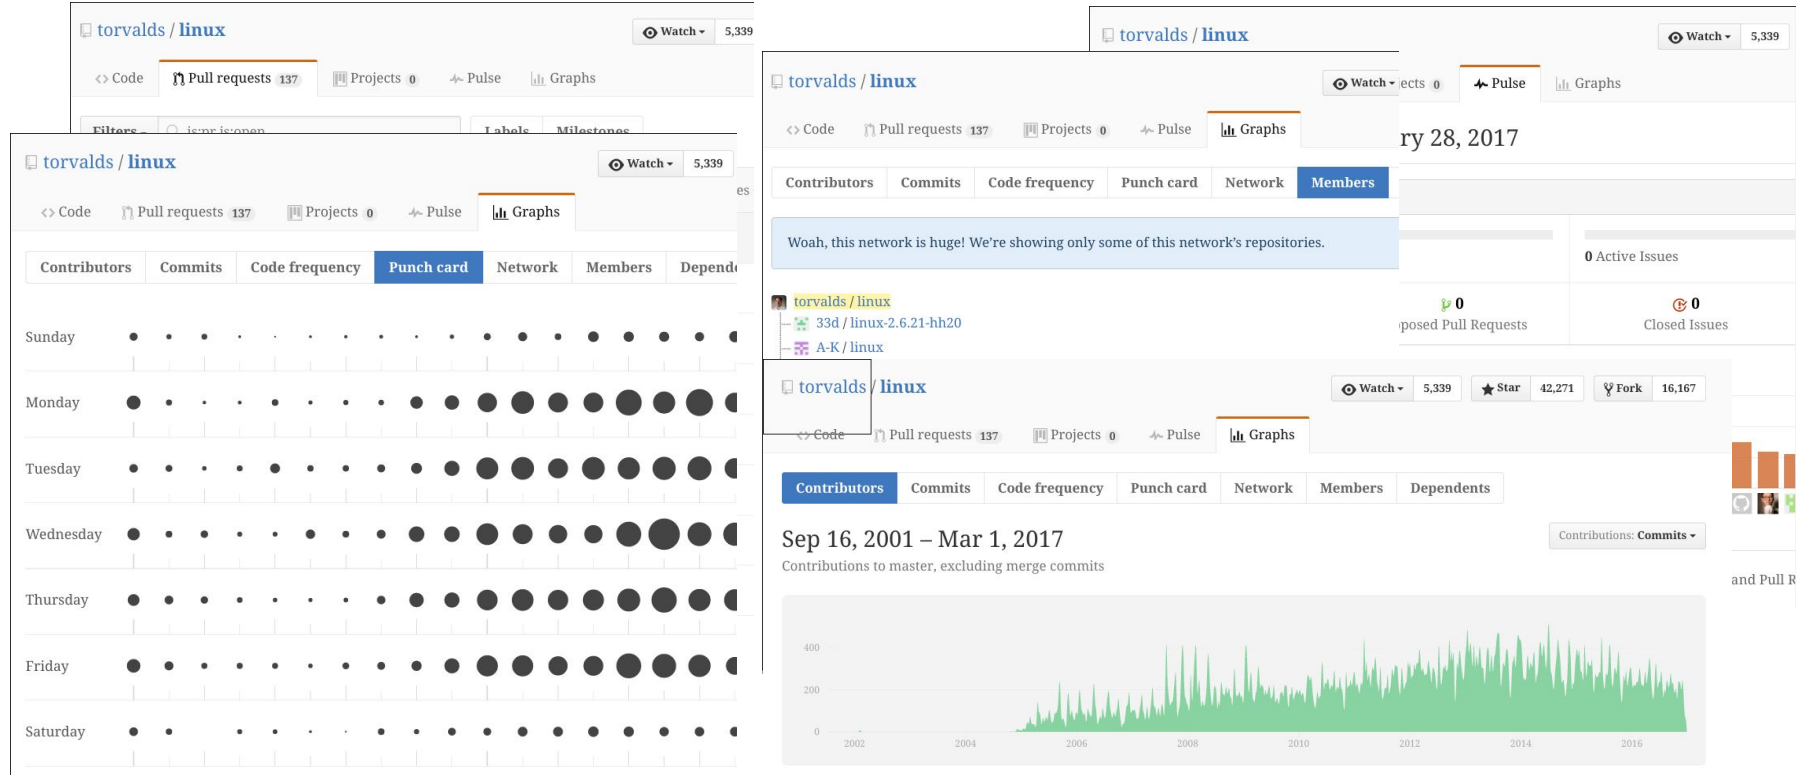 torvalds / linux
Watch 5,339
Code Pull requests 137 Projects 0 Pulse Graphs
Filters is:pr is:open Labels Milestones
es
torvalds / linux
Watch 5,339
Code Pull requests 137 Projects 0 Pulse Graphs
Contributors Commits Code frequency Punch card Network Members Depend
Sunday
Monday
Tuesday
Wednesday
Thursday
Friday
Saturday
torvalds / linux
Watch 5,339
ects 0 Pulse Graphs
ry 28, 2017
0 Active Issues
0
posed Pull Requests
0
Closed Issues
and Pull R
torvalds / linux
Watch
Code Pull requests 137 Projects 0 Pulse Graphs
Contributors Commits Code frequency Punch card Network Members
Woah, this network is huge! We’re showing only some of this network’s repositories.
torvalds / linux
33d / linux-2.6.21-hh20
A-K / linux
torvalds / linux
Watch 5,339 Star 42,271 Fork 16,167
Code Pull requests 137 Projects 0 Pulse Graphs
Contributors Commits Code frequency Punch card Network Members Dependents
Sep 16, 2001 – Mar 1, 2017
Contributions: Commits
Contributions to master, excluding merge commits
400
200
0
2002 2004 2006 2008 2010 2012 2014 2016